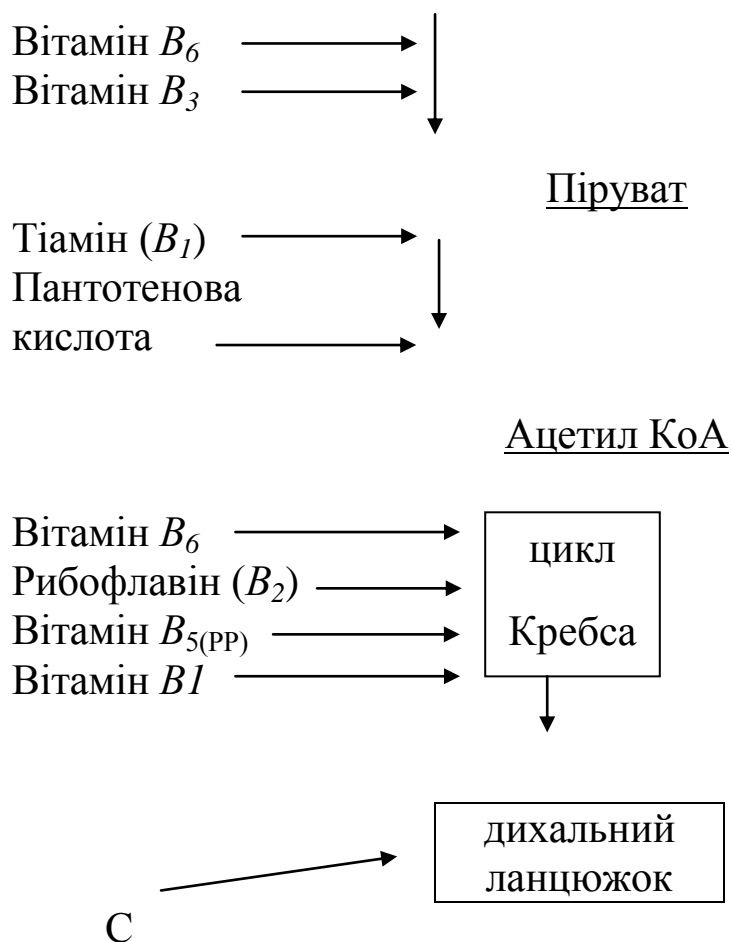 Вітамін B6
Вітамін B3
Піруват
Тіамін (B1)
Пантотенова
кислота
Ацетил КоА
Вітамін B6
Рибофлавін (B2)
Вітамін B5(PP)
Вітамін B1
цикл
Кребса
дихальний
ланцюжок
С